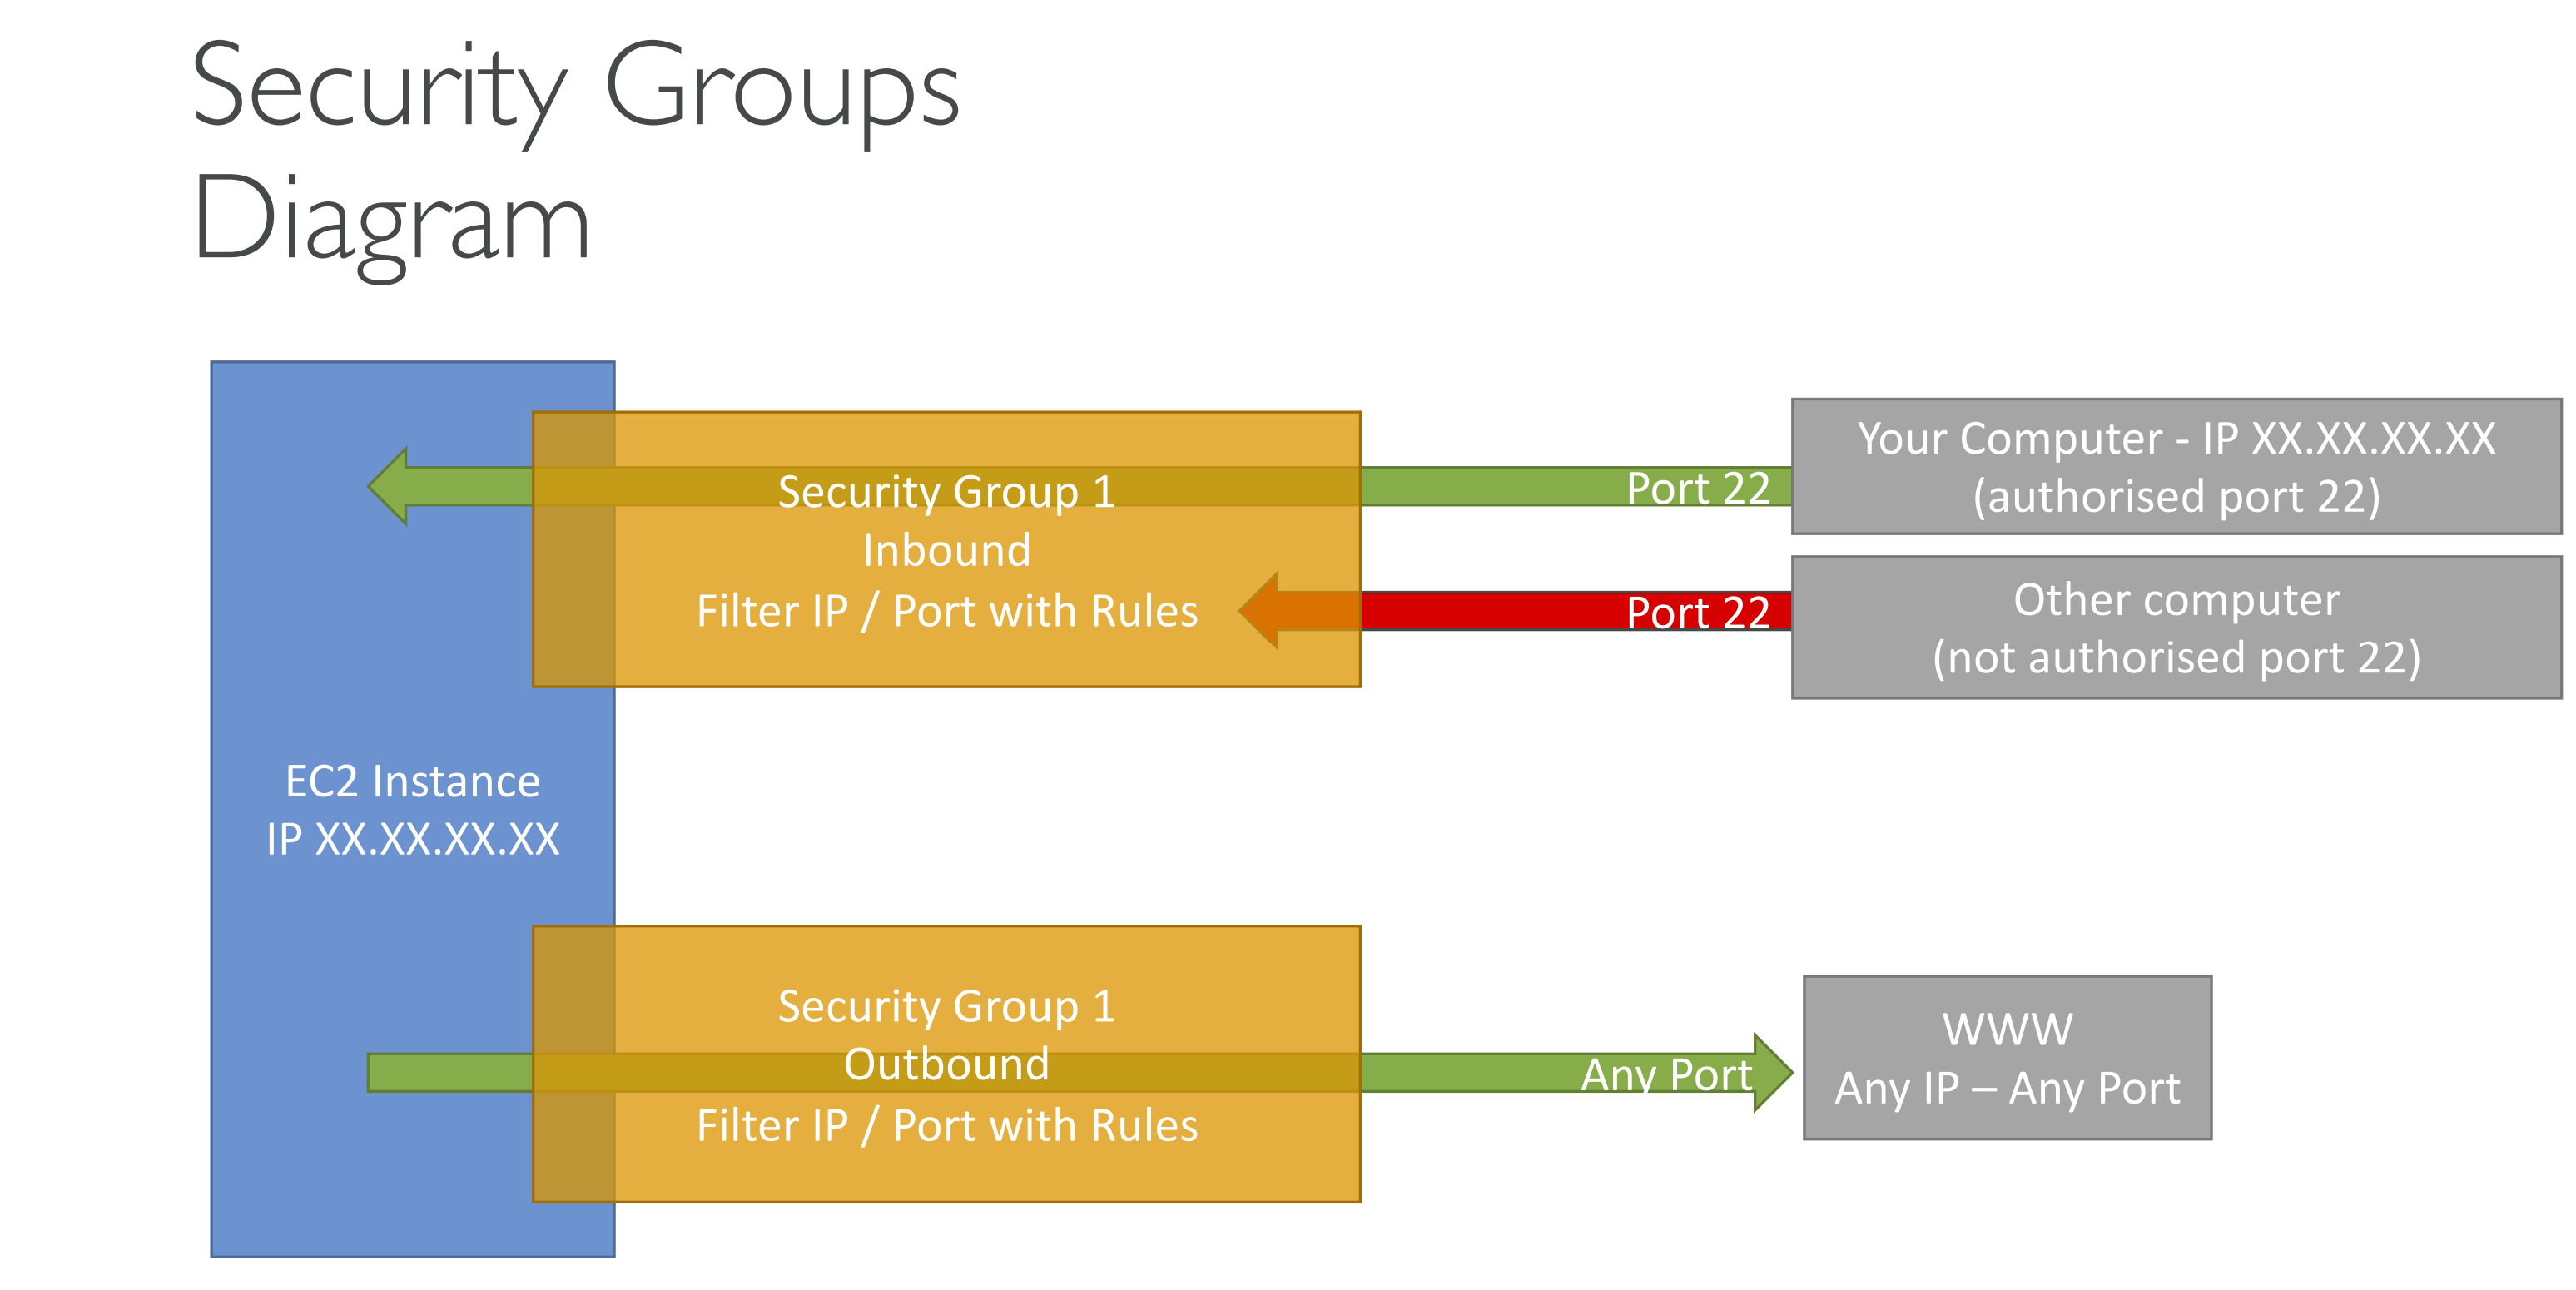 Security Groups
Diagram
Security Group 1
Inbound
Filter IP / Port with Rules
Port 22
Your Computer - IP XX.XX.XX.XX
(authorised port 22)
Port 22
Other computer
(not authorised port 22)
EC2 Instance
IP XX.XX.XX.XX
Security Group 1
Outbound
Filter IP / Port with Rules
Any Port
WWW
Any IP – Any Port